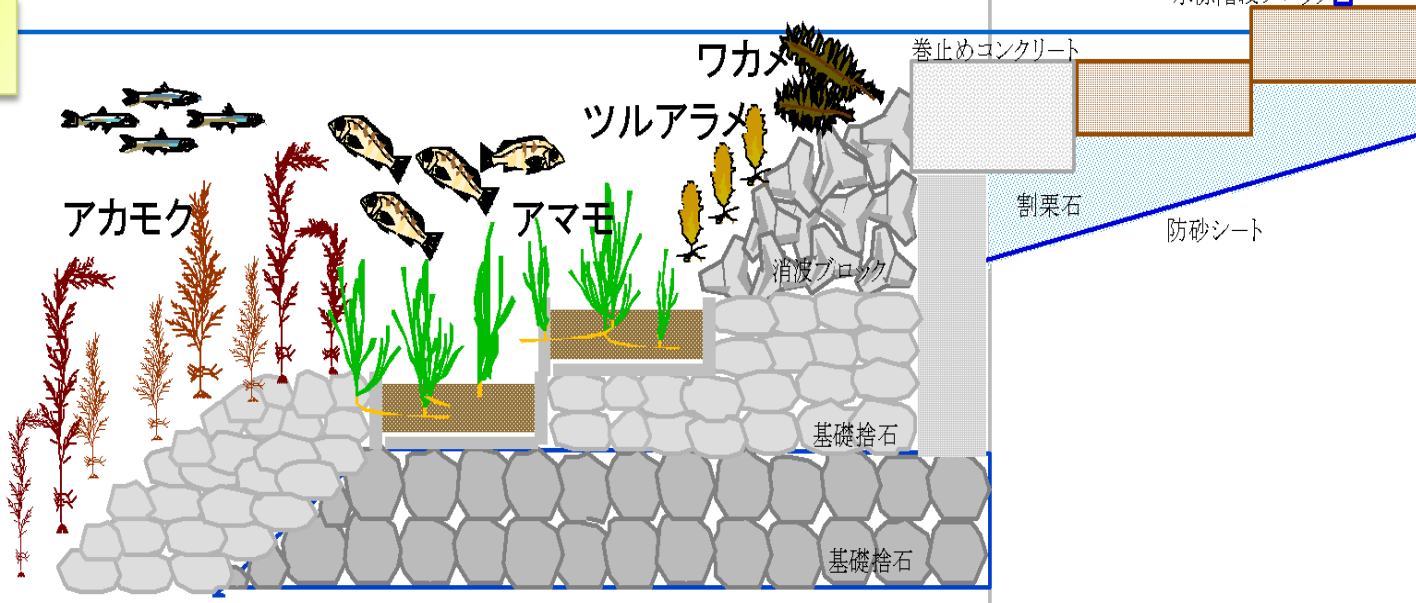 ワカメ
巻止めコンクリート
ツルアラメ
アカモク
アマモ
割栗石
防砂シート
消波ブロック
基礎捨石
基礎捨石